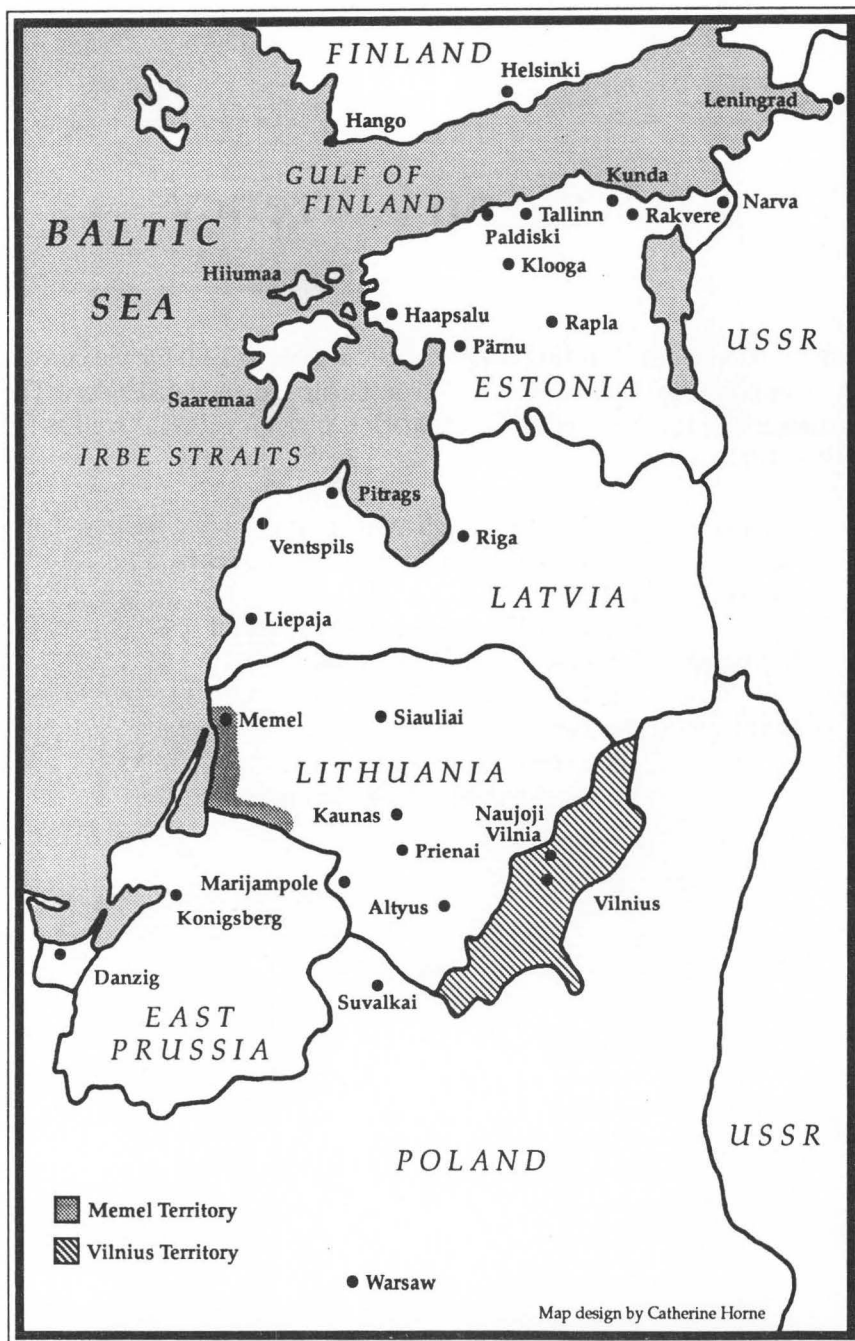 FINLAND
Helsinki
Leningrad
Hango
GULF OF
FINLAND
Kunda
BALTIC
SEA
Paldiski
Tallinn
Rakvere
Narva
Klooga
Hiiumaa
Haapsalu
Rapla
Pärnu
USSR
ESTONIA
Saaremaa
IRBE STRAITS
Pitrags
Ventspils
Riga
LATVIA
Liepaja
Memel
Siauliai
LITHUANIA
Kaunas
Naujoji
Vilnia
Prienai
Marijampole
Konigsberg
Altyus
Vilnius
Danzig
Suvalkai
EAST
PRUSSIA
POLAND
USSR
Memel Territory
Vilnius Territory
Warsaw
Map design by Catherine Horne